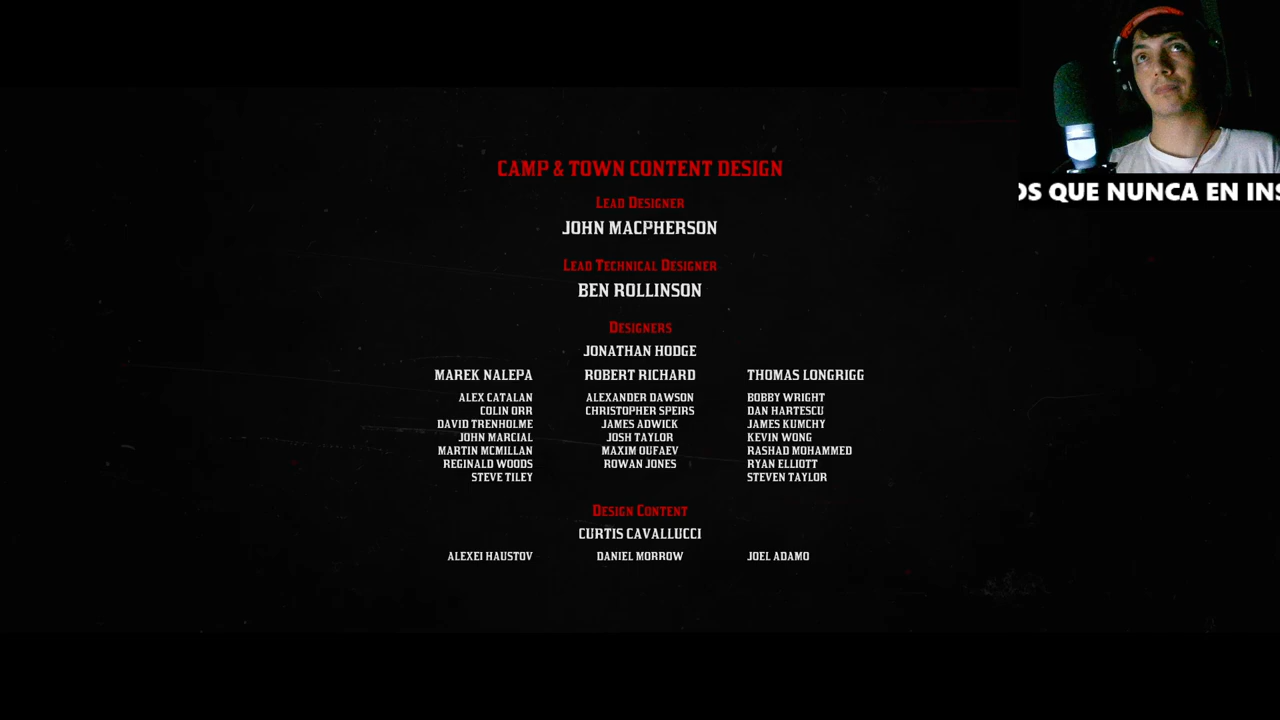 CAMP & TOWN CONTENT DESIGN
LEAD DESIGNER
JOHN MACPHERSON
LEAD TECHNICAL DESIGNER
BEN ROLLINSON
DESIGNERS
JONATHAN HODGE
MAREK NALEPA ROBERT RICHARD THOMAS LONGRIGG
ALEX CATALAN ALEXANDER DAWSON BOBBY WRIGHT
COLIN ORR CHRISTOPHER SPEIRS DAN HARTESCU
DAVID TRENHOLME JAMES ADWICK JAMES KUMCHY
JOHN MARCIAL JOSH TAYLOR KEVIN WONG
MARTIN MCMILLAN MAXIM OUFAEV RASHAD MOHAMMED
REGINALD WOODS ROWAN JONES RYAN ELLIOTT
STEVE TILEY STEVEN TAYLOR
DESIGN CONTENT
CURTIS CAVALLUCCI
ALEXEI HAUSTOV DANIEL MORROW JOEL ADAMO
QUE NUNCA EN